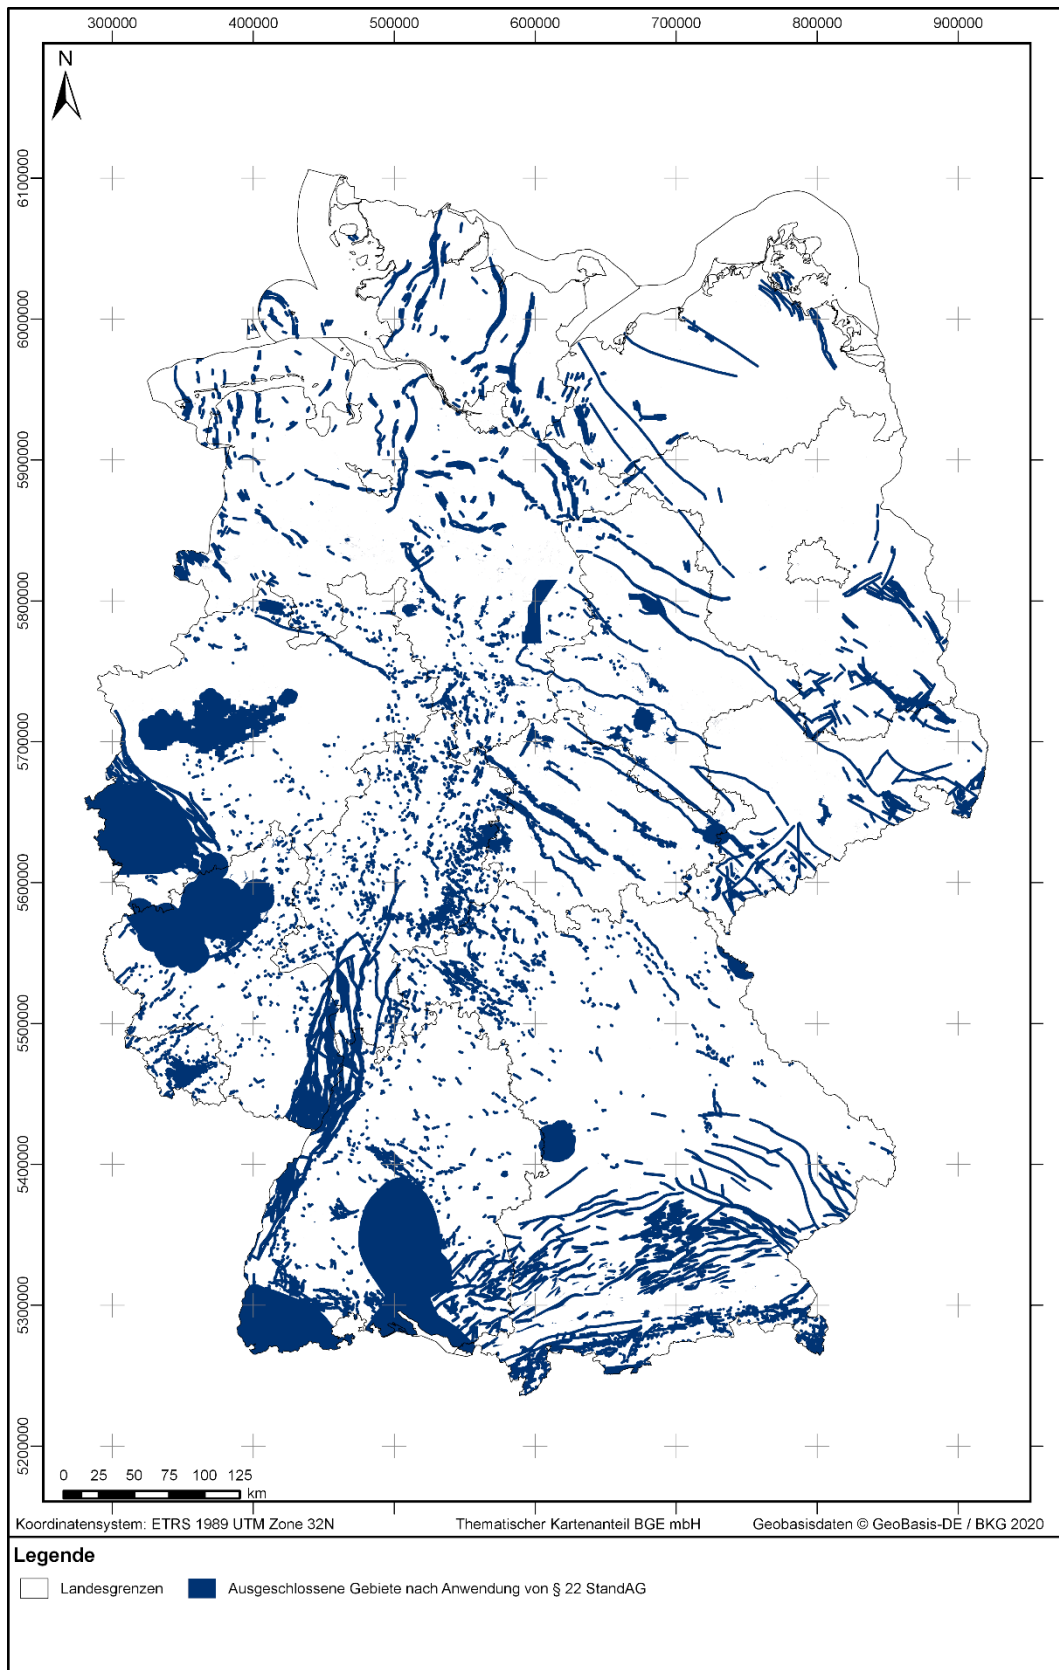 300000 400000 500000 600000 700000 800000 900000
N
6100000
6000000
5900000
5800000
5700000
5600000
5500000
5400000
5300000
5200000
0 25 50 75 100 125
km
Koordinatensystem: ETRS 1989 UTM Zone 32N Thematischer Kartenanteil BGE mbH Geobasisdaten © GeoBasis-DE / BKG 2020
Legende
Landesgrenzen Ausgeschlossene Gebiete nach Anwendung von § 22 StandAG